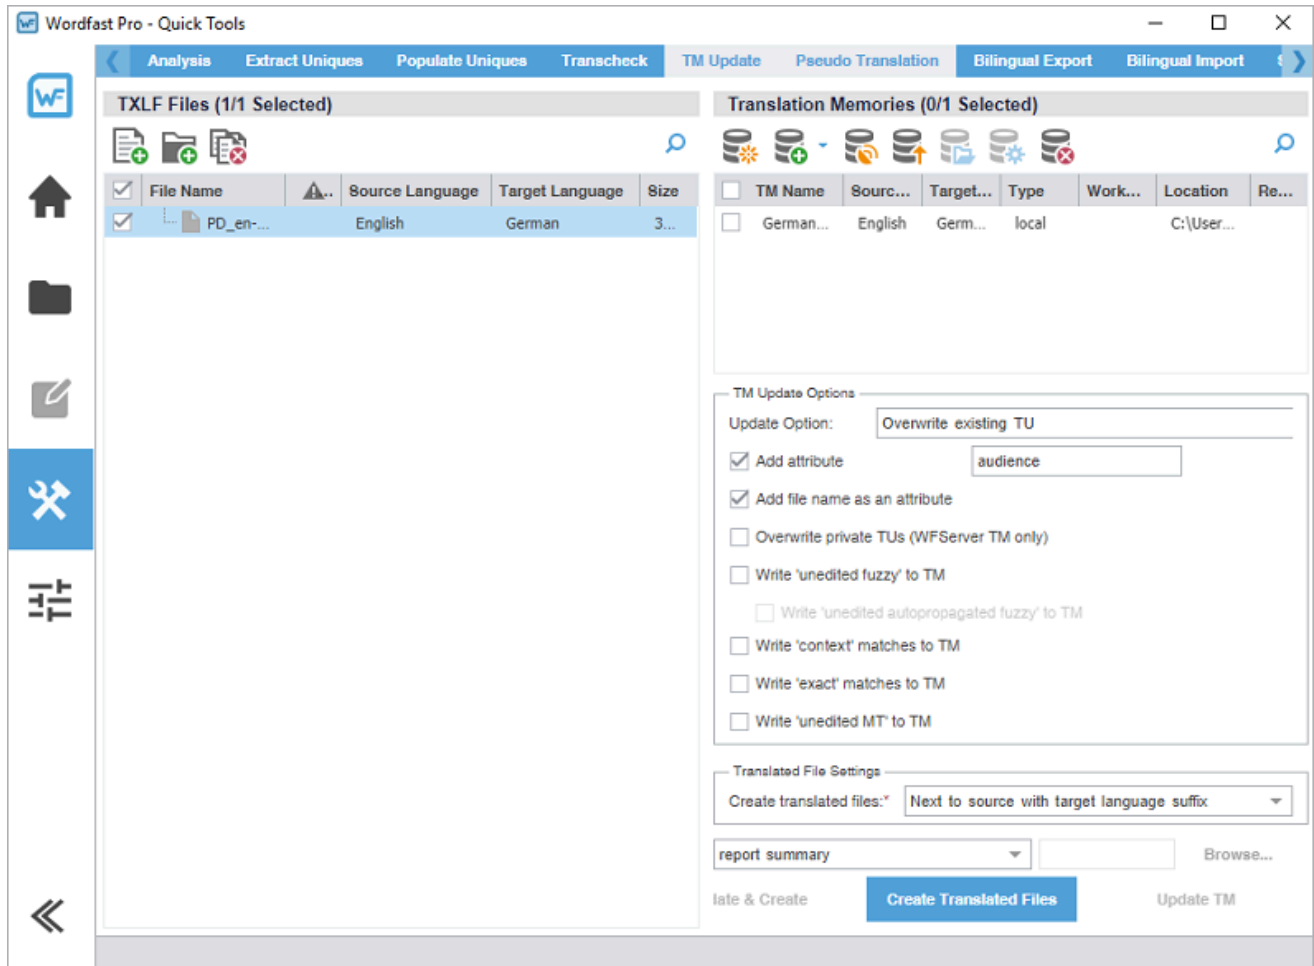 Wordfast Pro - Quick Tools
Analysis Extract Uniques Populate Uniques Transcheck TM Update Pseudo Translation Bilingual Export Bilingual Import
WF
TXLF Files (1/1 Selected)
File Name Source Language Target Language Size
PD_en-... English German 3...
Translation Memories (0/1 Selected)
TM Name Sourc... Target... Type Work... Location Re...
German... English Germ... local C:\User...
TM Update Options
Update Option: Overwrite existing TU
Add attribute audience
Add file name as an attribute
Overwrite private TUs (WFServer TM only)
Write 'unedited fuzzy' to TM
Write 'unedited autopropagated fuzzy' to TM
Write 'context' matches to TM
Write 'exact' matches to TM
Write 'unedited MT' to TM
Translated File Settings
Create translated files:* Next to source with target language suffix
report summary Browse...
late & Create Create Translated Files Update TM